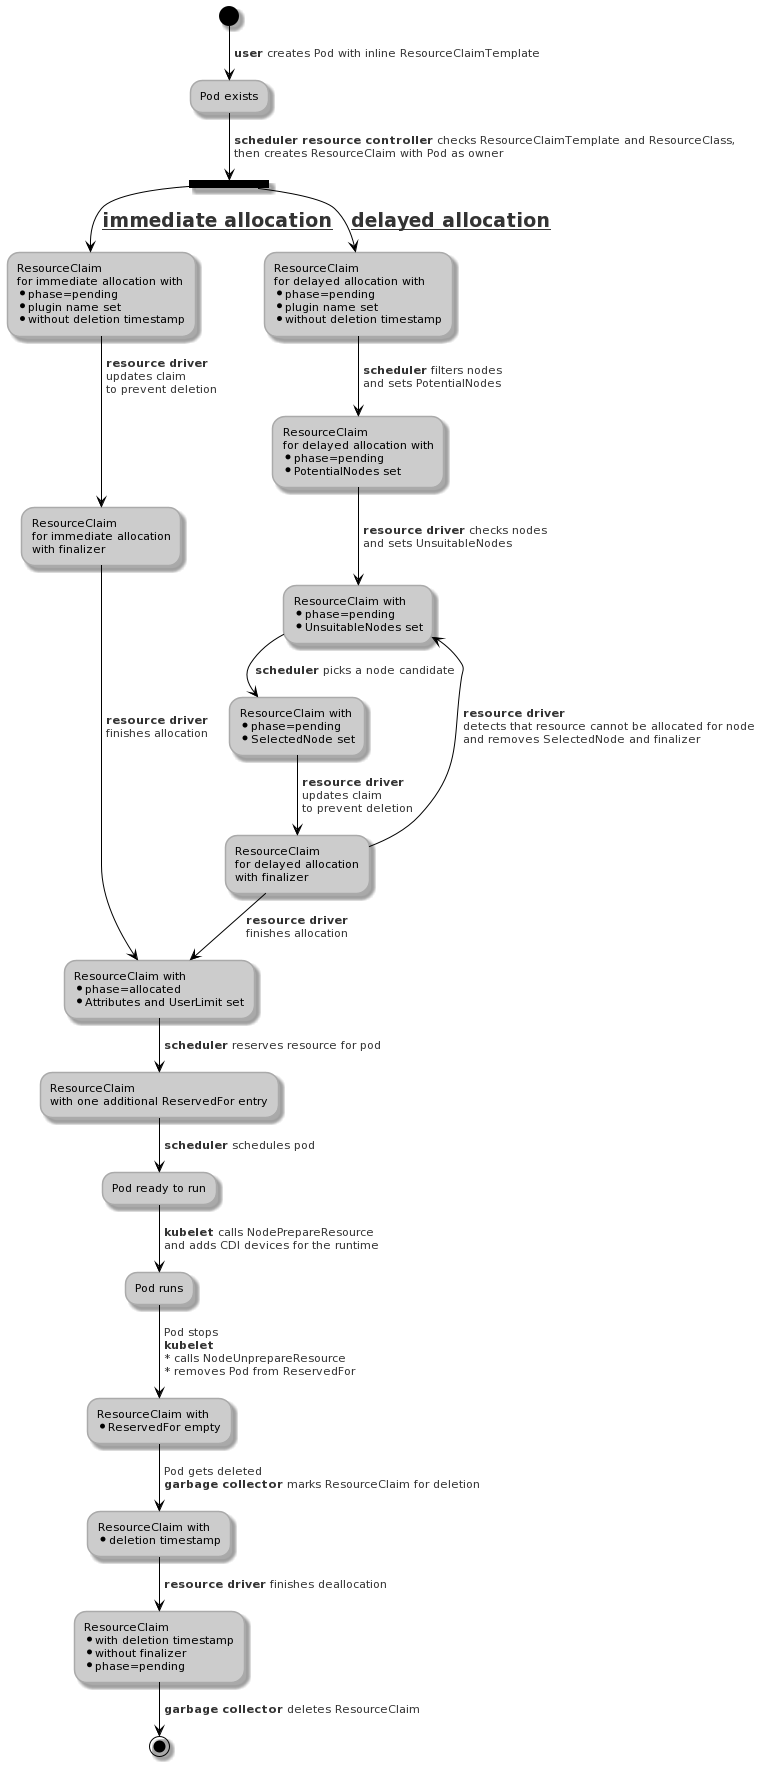 user creates Pod with inline ResourceClaimTemplate
Pod exists
scheduler resource controller checks ResourceClaimTemplate and ResourceClass,
then creates ResourceClaim with Pod as owner
immediate allocation
delayed allocation
ResourceClaim
for immediate allocation with
•phase=pending
•plugin name set
•without deletion timestamp
ResourceClaim
for delayed allocation with
•phase=pending
•plugin name set
•without deletion timestamp
resource driver
updates claim
to prevent deletion
scheduler filters nodes
and sets PotentialNodes
ResourceClaim
for delayed allocation with
•phase=pending
•PotentialNodes set
ResourceClaim
for immediate allocation
with finalizer
resource driver checks nodes
and sets UnsuitableNodes
ResourceClaim with
•phase=pending
•UnsuitableNodes set
scheduler picks a node candidate
ResourceClaim with
•phase=pending
•SelectedNode set
resource driver
finishes allocation
resource driver
detects that resource cannot be allocated for node
and removes SelectedNode and finalizer
resource driver
updates claim
to prevent deletion
ResourceClaim
for delayed allocation
with finalizer
resource driver
finishes allocation
ResourceClaim with
•phase=allocated
•Attributes and UserLimit set
scheduler reserves resource for pod
ResourceClaim
with one additional ReservedFor entry
scheduler schedules pod
Pod ready to run
kubelet calls NodePrepareResource
and adds CDI devices for the runtime
Pod runs
Pod stops
kubelet
* calls NodeUnprepareResource
* removes Pod from ReservedFor
ResourceClaim with
•ReservedFor empty
Pod gets deleted
garbage collector marks ResourceClaim for deletion
ResourceClaim with
•deletion timestamp
resource driver finishes deallocation
ResourceClaim
•with deletion timestamp
•without finalizer
•phase=pending
garbage collector deletes ResourceClaim